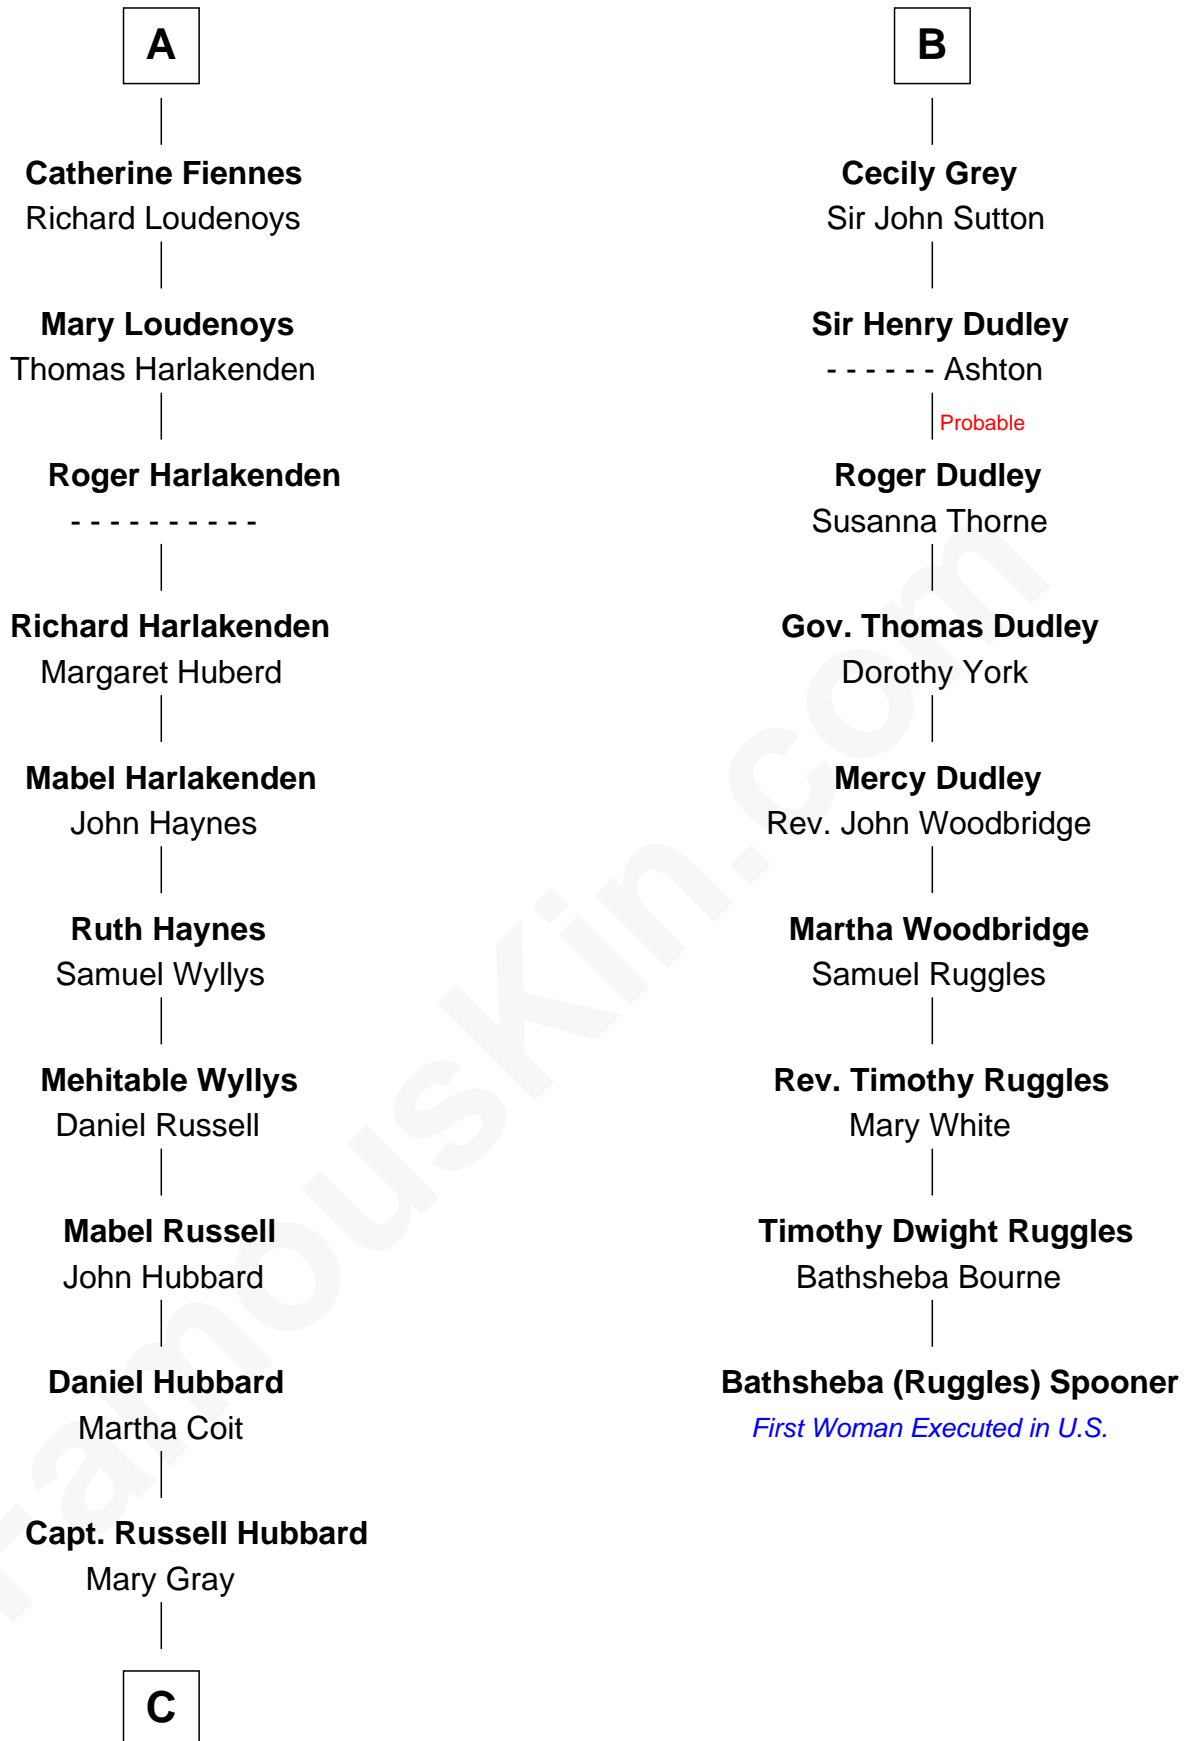 A
Catherine Fiennes
Richard Loudenoys
Mary Loudenoys
Thomas Harlakenden
Roger Harlakenden
- - - - - - - - - -
Richard Harlakenden
Margaret Huberd
Mabel Harlakenden
John Haynes
Ruth Haynes
Samuel Wyllys
Mehitable Wyllys
Daniel Russell
Mabel Russell
John Hubbard
Daniel Hubbard
Martha Coit
Capt. Russell Hubbard
Mary Gray
C
B
Cecily Grey
Sir John Sutton
Sir Henry Dudley
- - - - - - Ashton
Probable
Roger Dudley
Susanna Thorne
Gov. Thomas Dudley
Dorothy York
Mercy Dudley
Rev. John Woodbridge
Martha Woodbridge
Samuel Ruggles
Rev. Timothy Ruggles
Mary White
Timothy Dwight Ruggles
Bathsheba Bourne
Bathsheba (Ruggles) Spooner
First Woman Executed in U.S.
FamousKin.com